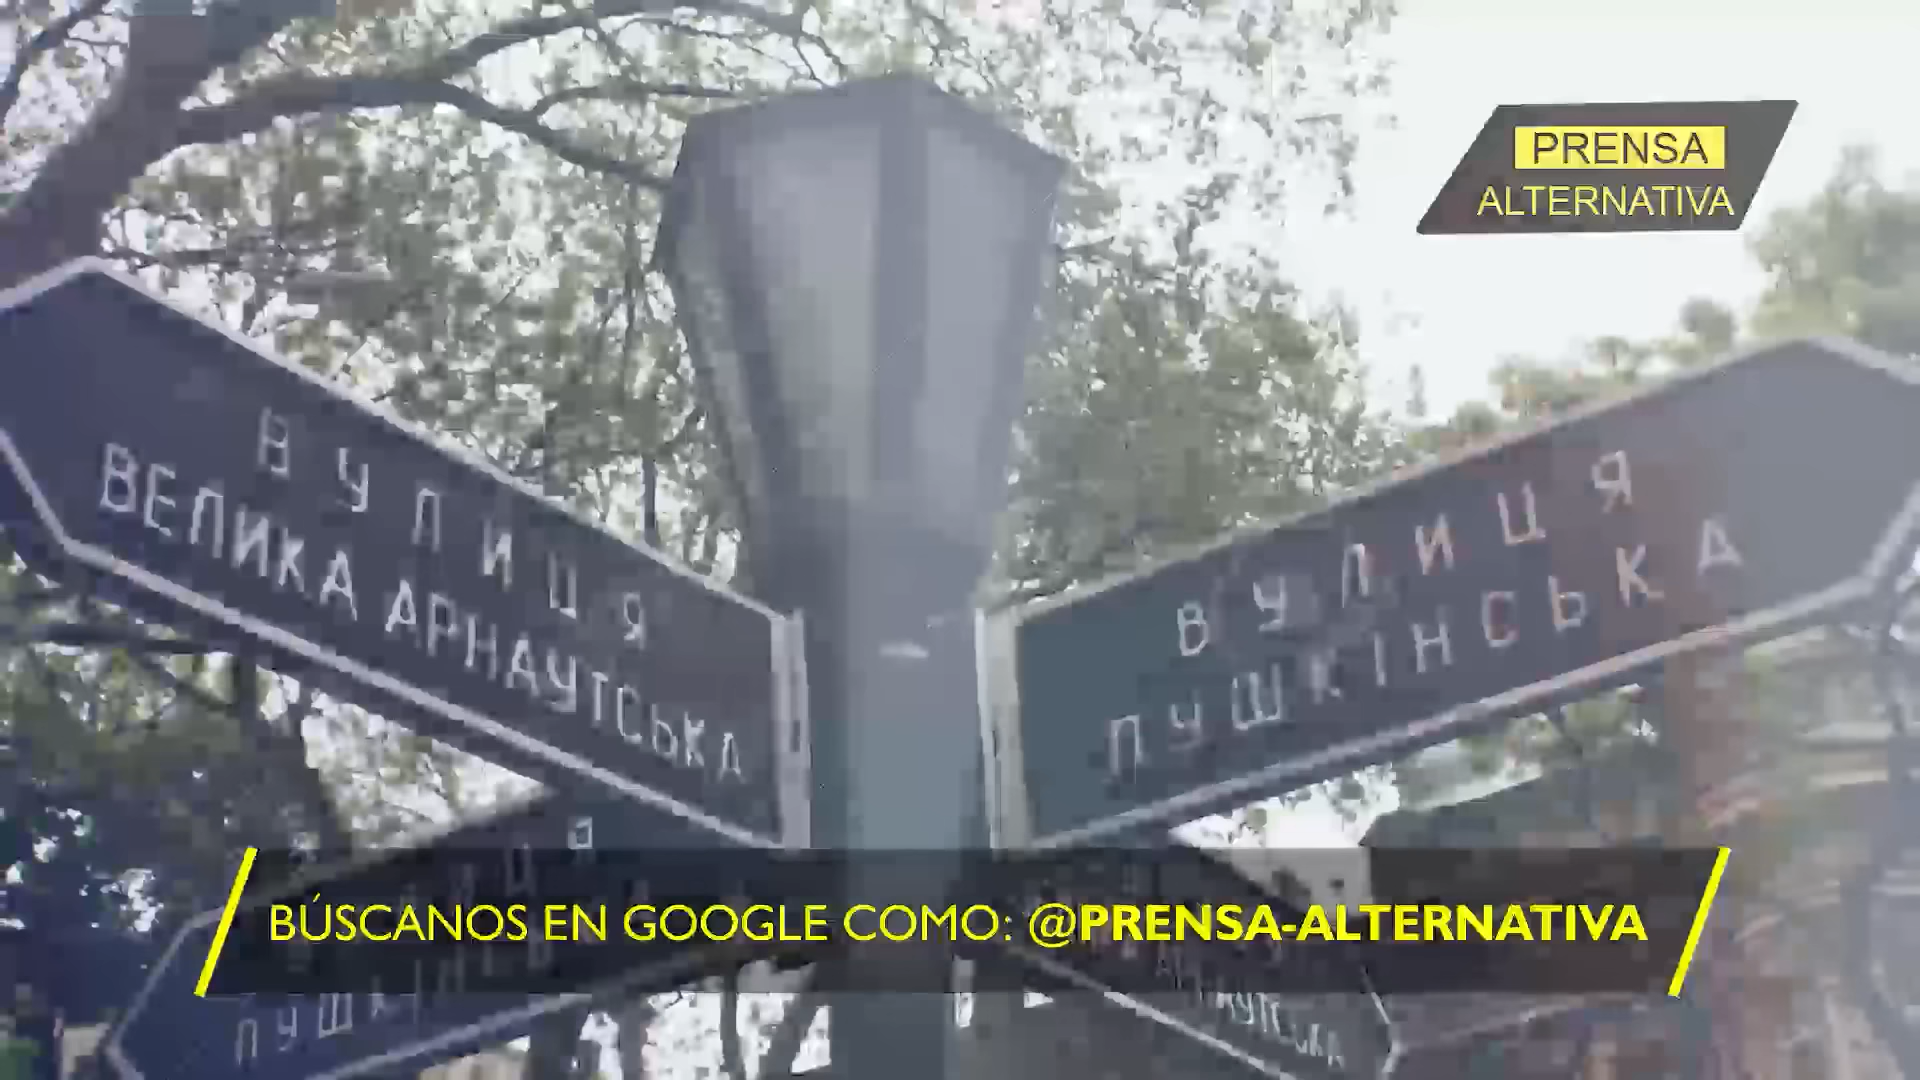 PRENSA
ALTERNATIVA
ВУЛИЦЯ
ВЕЛИКА АРНАУТСЬКА
ВУЛИЦЯ
ПУШКІНСЬКА
BÚSCANOS EN GOOGLE COMO: @PRENSA-ALTERNATIVA